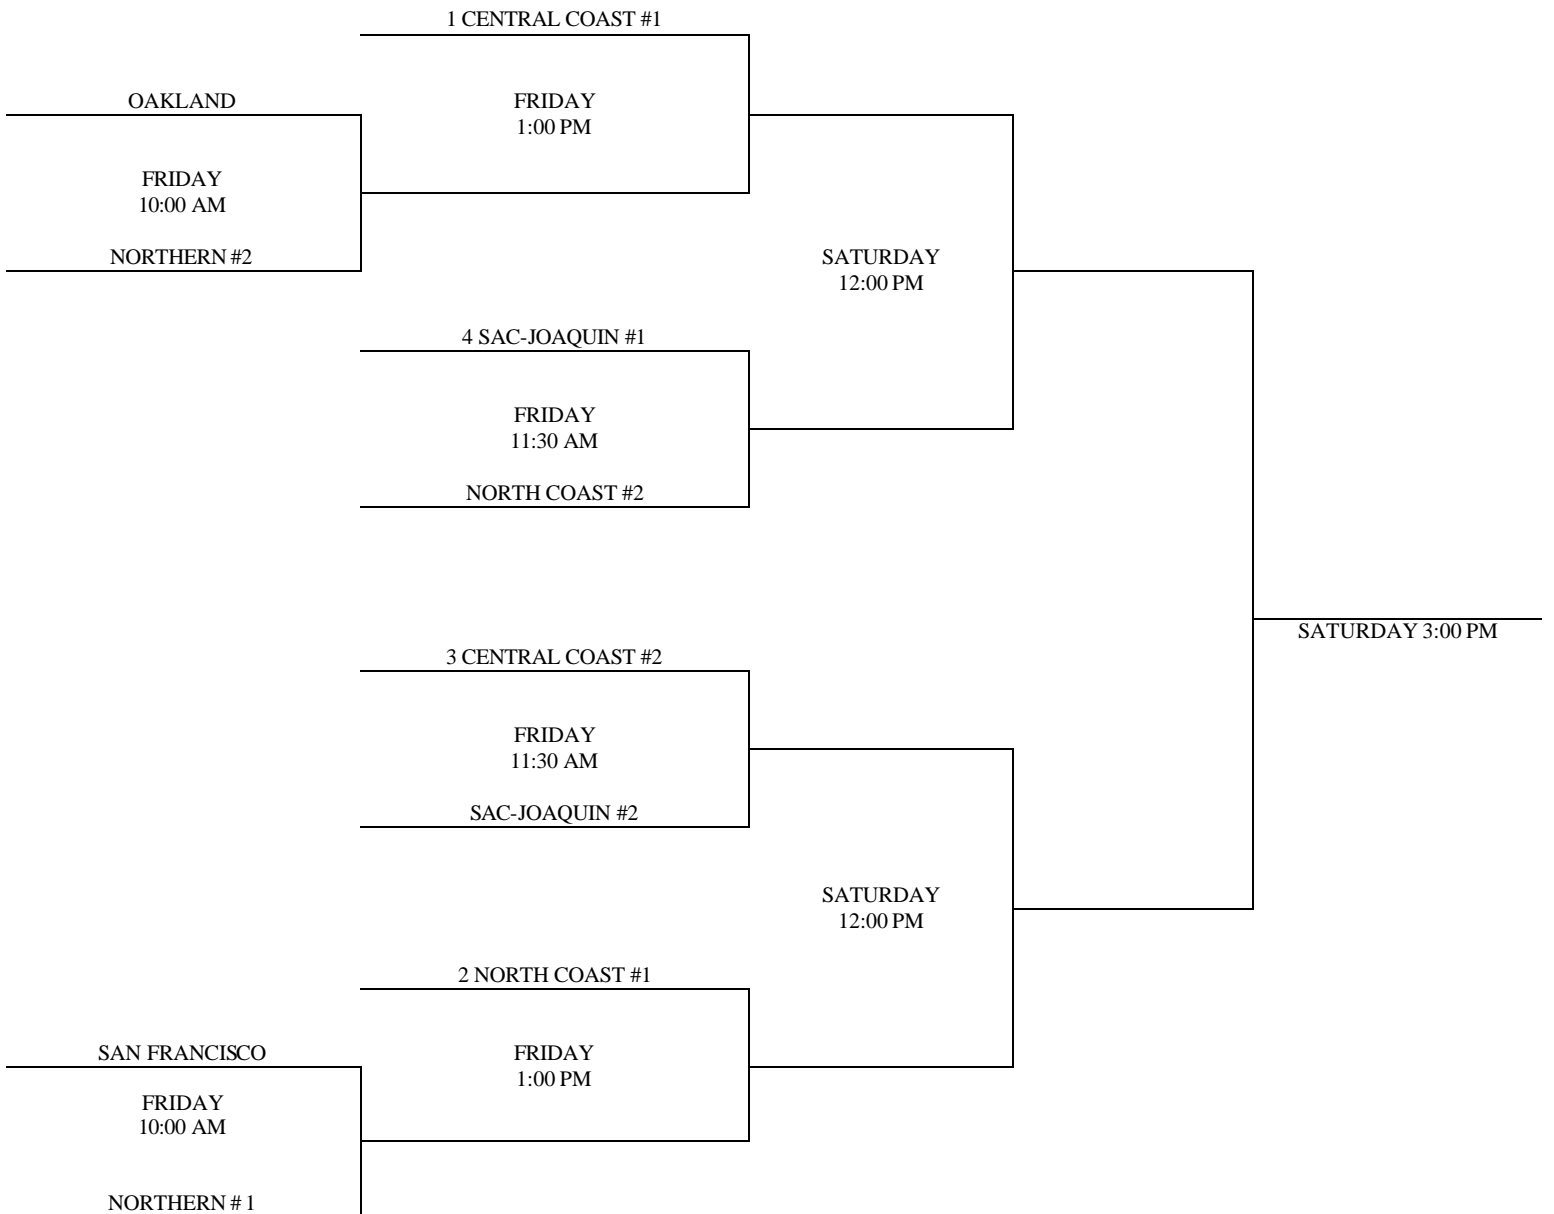 1 CENTRAL COAST #1
OAKLAND
FRIDAY
1:00 PM
FRIDAY
10:00 AM
NORTHERN #2
SATURDAY
12:00 PM
4 SAC-JOAQUIN #1
FRIDAY
11:30 AM
NORTH COAST #2
SATURDAY 3:00 PM
3 CENTRAL COAST #2
FRIDAY
11:30 AM
SAC-JOAQUIN #2
SATURDAY
12:00 PM
2 NORTH COAST #1
SAN FRANCISCO
FRIDAY
1:00 PM
FRIDAY
10:00 AM
NORTHERN # 1